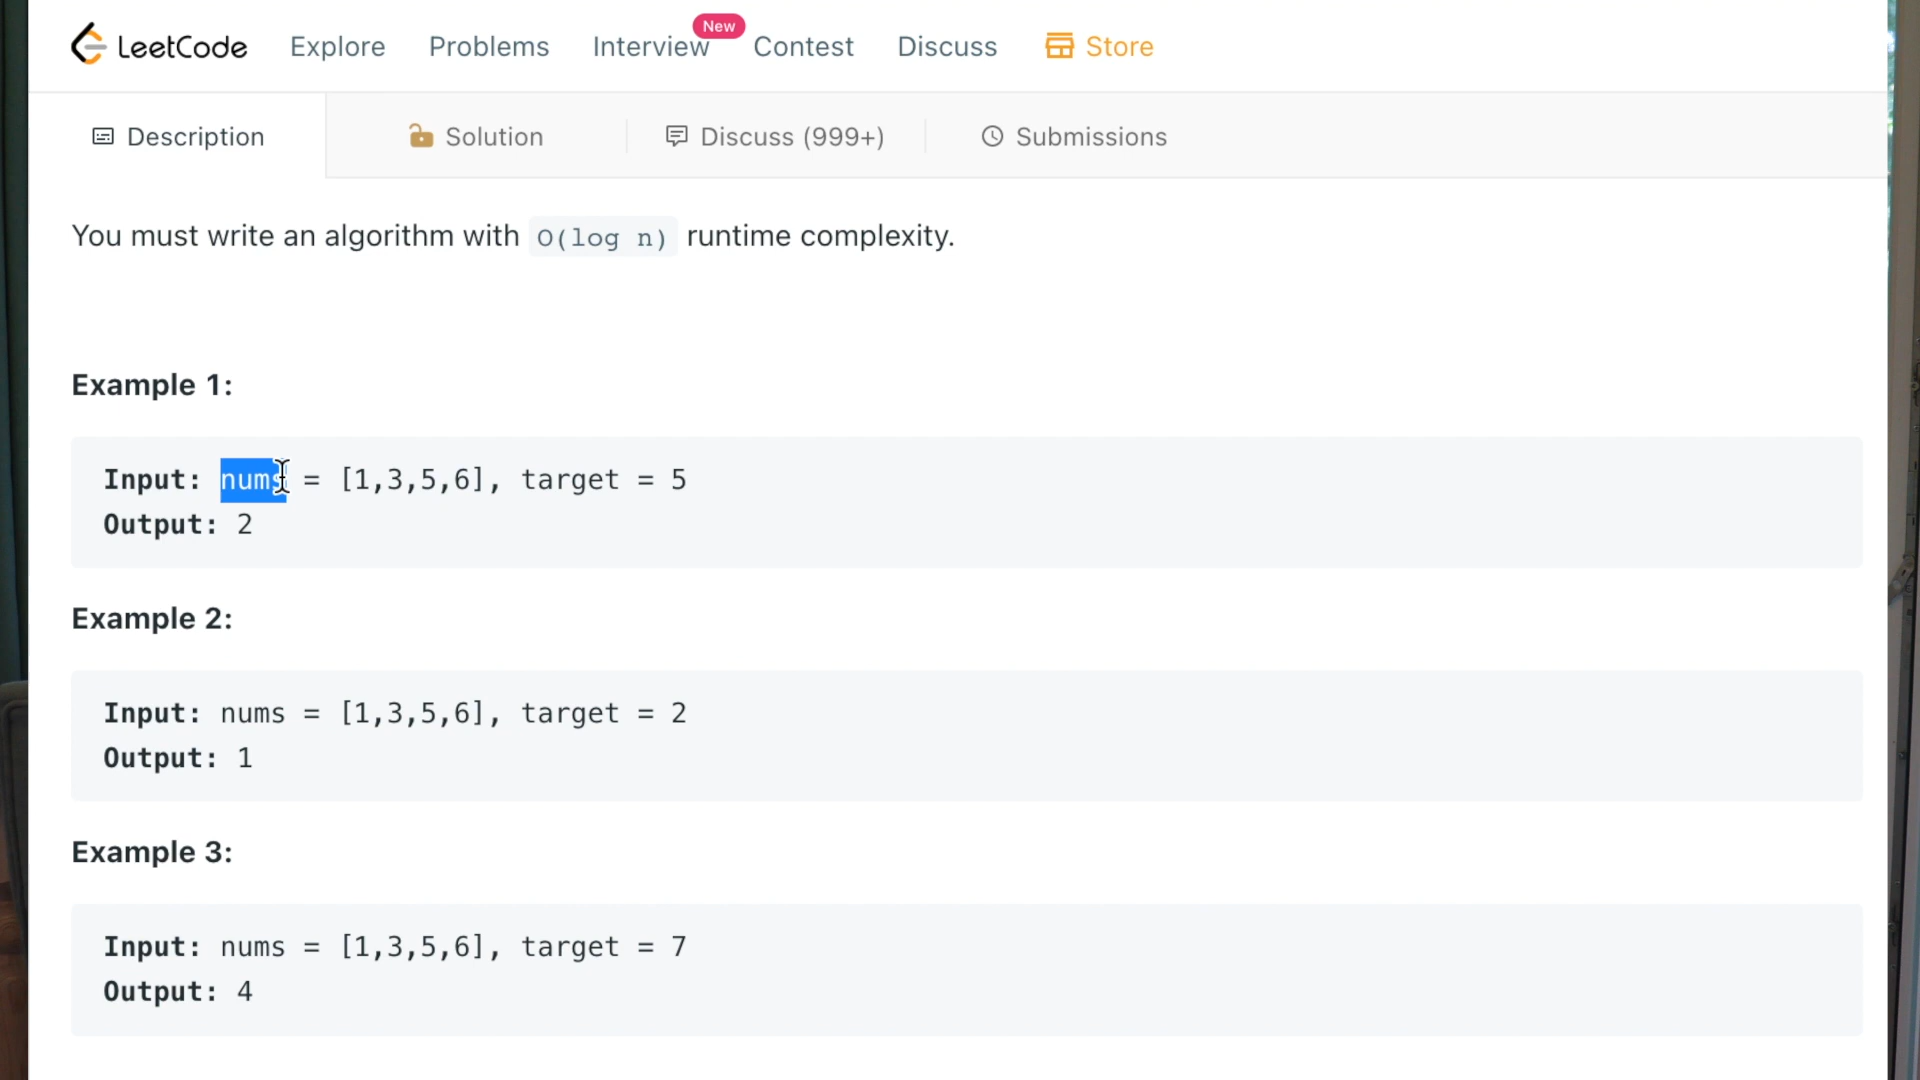 LeetCode Explore Problems Interview New Contest Discuss Store
Description Solution Discuss (999+) Submissions
You must write an algorithm with O(log n) runtime complexity.
Example 1:
Input: nums = [1,3,5,6], target = 5
Output: 2
Example 2:
Input: nums = [1,3,5,6], target = 2
Output: 1
Example 3:
Input: nums = [1,3,5,6], target = 7
Output: 4